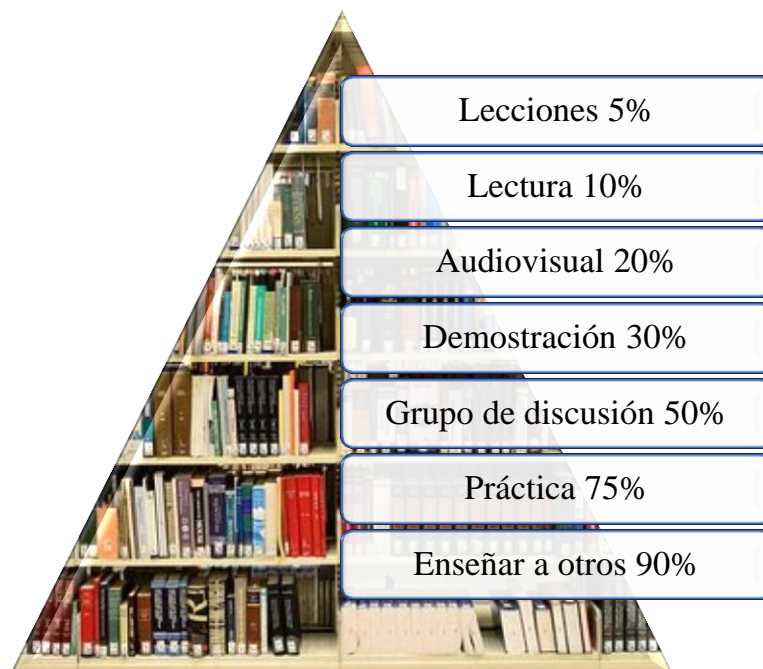 Lecciones 5%
Lectura 10%
Audiovisual 20%
Demostración 30%
Grupo de discusión 50%
Práctica 75%
Enseñar a otros 90%